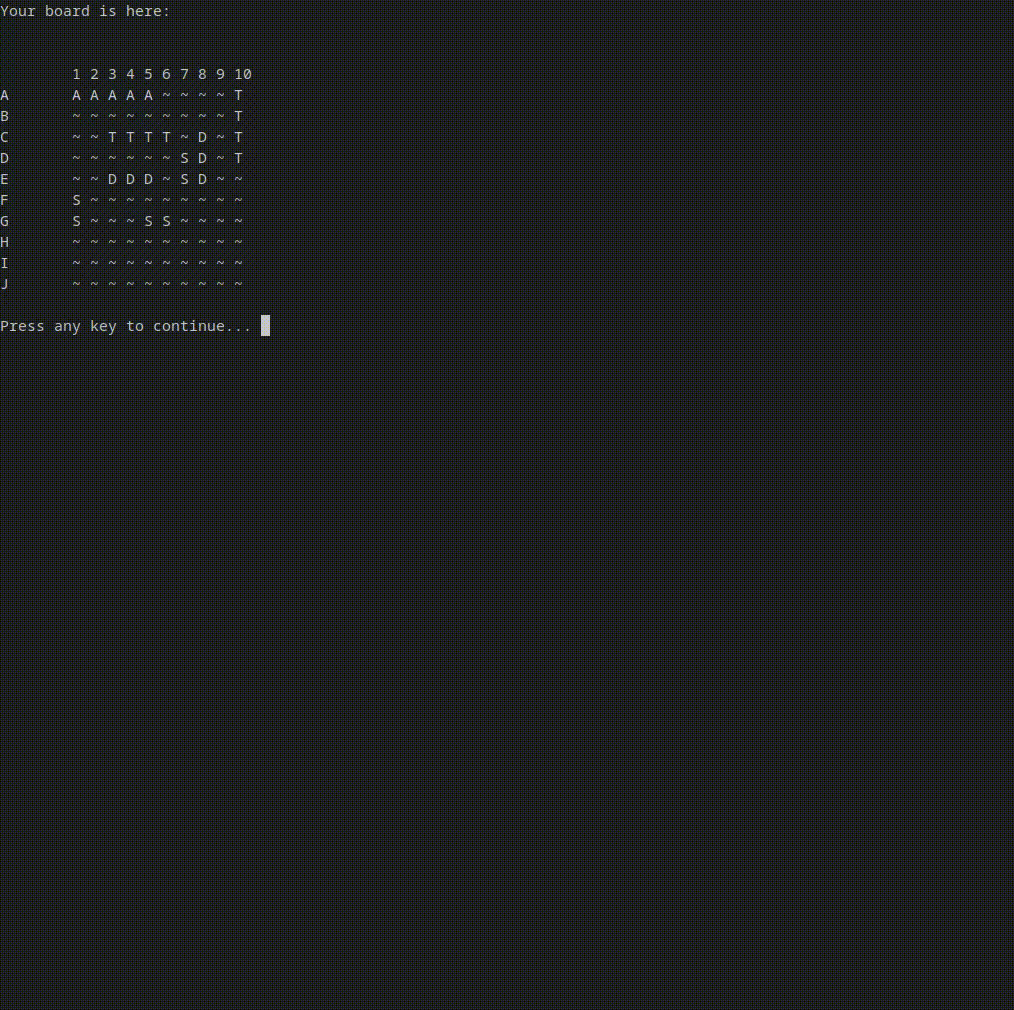 Your board is here:
1 2 3 4 5 6 7 8 9 10
A A A A A A ~ ~ ~ ~ T
B ~ ~ ~ ~ ~ ~ ~ ~ ~ T
C ~ ~ T T T T ~ D ~ T
D ~ ~ ~ ~ ~ ~ S D ~ T
E ~ ~ D D D ~ S D ~ ~
F S ~ ~ ~ ~ ~ ~ ~ ~ ~
G S ~ ~ ~ S S ~ ~ ~ ~
H ~ ~ ~ ~ ~ ~ ~ ~ ~ ~
I ~ ~ ~ ~ ~ ~ ~ ~ ~ ~
J ~ ~ ~ ~ ~ ~ ~ ~ ~ ~
Press any key to continue...